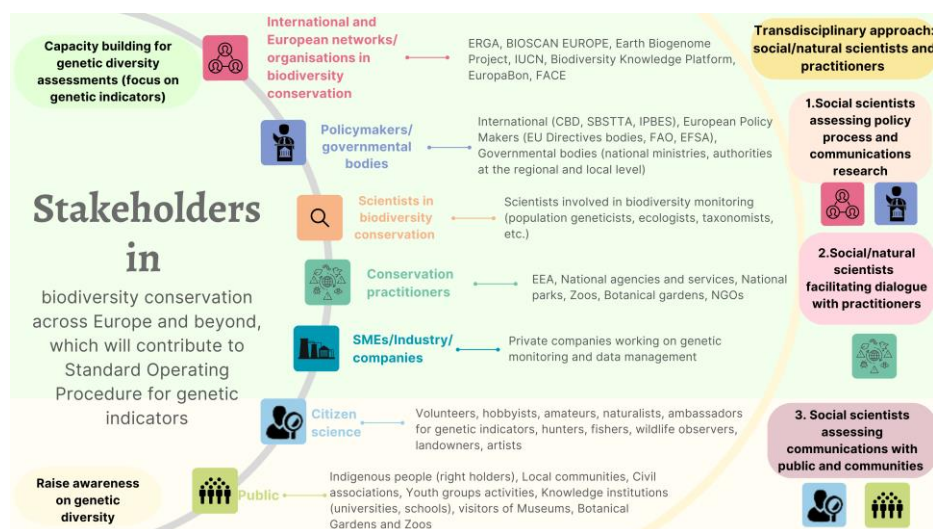 Capacity building for
genetic diversity
assessments (focus on
genetic indicators)
Stakeholders
in
biodiversity conservation
across Europe and beyond,
which will contribute to
Standard Operating
Procedure for genetic
indicators
Raise awareness
on genetic
diversity
International and
European networks/
organisations in
biodiversity
conservation
ERGA, BIOSCAN EUROPE, Earth Biogenome
Project, IUCN, Biodiversity Knowledge Platform,
EuropaBon, FACE
Policymakers/
governmental
bodies
International (CBD, SBSTTA, IPBES), European Policy
Makers (EU Directives bodies, FAO, EFSA),
Governmental bodies (national ministries, authorities
at the regional and local level)
Scientists in
biodiversity
conservation
Scientists involved in biodiversity monitoring
(population geneticists, ecologists, taxonomists,
etc.)
Conservation
practitioners
EEA, National agencies and services, National
parks, Zoos, Botanical gardens, NGOs
SMEs/Industry/
companies
Private companies working on genetic
monitoring and data management
Citizen
science
Volunteers, hobbyists, amateurs, naturalists, ambassadors
for genetic indicators, hunters, fishers, wildlife observers,
landowners, artists
Public
Indigenous people (right holders), Local communities, Civil
associations, Youth groups activities, Knowledge institutions
(universities, schools), visitors of Museums, Botanical
Gardens and Zoos
Transdisciplinary approach:
social/natural scientists and
practitioners
1.Social scientists
assessing policy
process and
communications
research
2.Social/natural
scientists
facilitating dialogue
with practitioners
3. Social scientists
assessing
communications with
public and communities